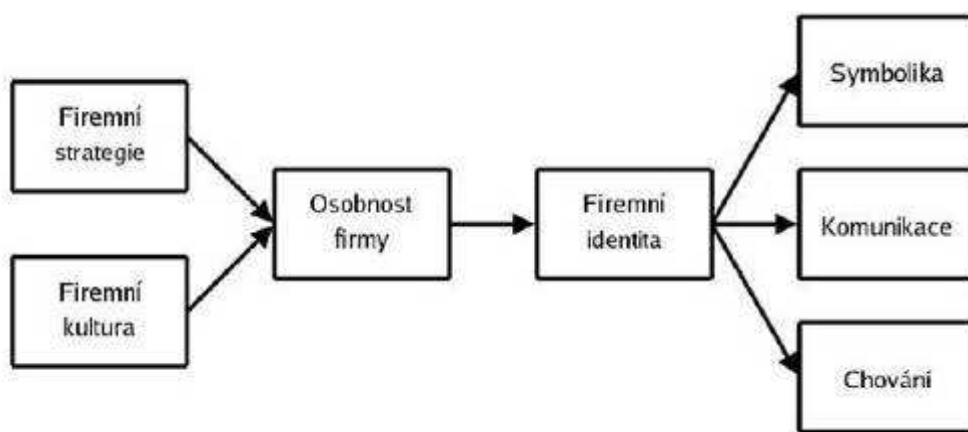 Firemní
strategie
Firemní
kultura
Osobnost
firmy
Firemní
identita
Symbolika
Komunikace
Chování